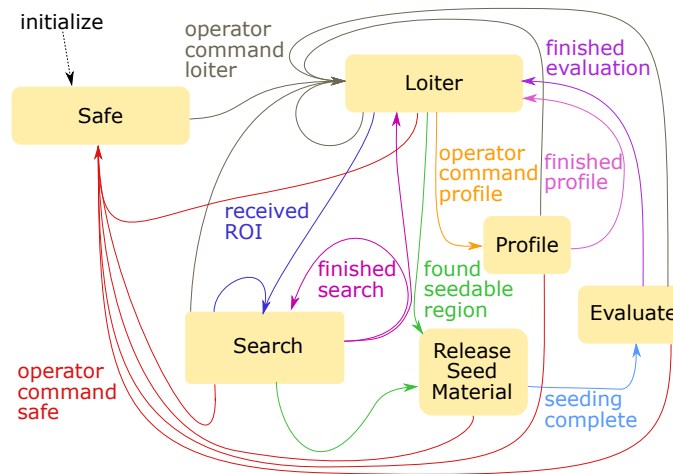 initialize
operator
command
loiter
Safe
Loiter
finished
evaluation
operator
command
profile
finished
profile
received
ROI
Profile
finished
search
found
seedable
region
Search
Release
Seed
Material
Evaluate
operator
command
safe
seeding
complete